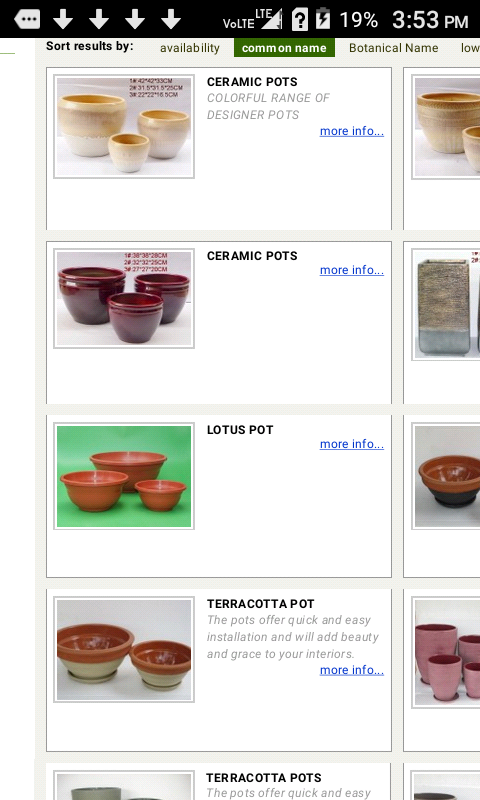 VoLTE LTE 19% 3:53 PM
Sort results by: availability common name Botanical Name low
CERAMIC POTS
COLORFUL RANGE OF
DESIGNER POTS
more info...
1#:42*42*33CM
2#:31.5*31.5*25CM
3#:22*22*16.5CM
CERAMIC POTS
more info...
1#:38*38*28CM
2#:32*32*25CM
3#:27*27*20CM
LOTUS POT
more info...
TERRACOTTA POT
The pots offer quick and easy
installation and will add beauty
and grace to your interiors.
more info...
TERRACOTTA POTS
The pots offer quick and easy